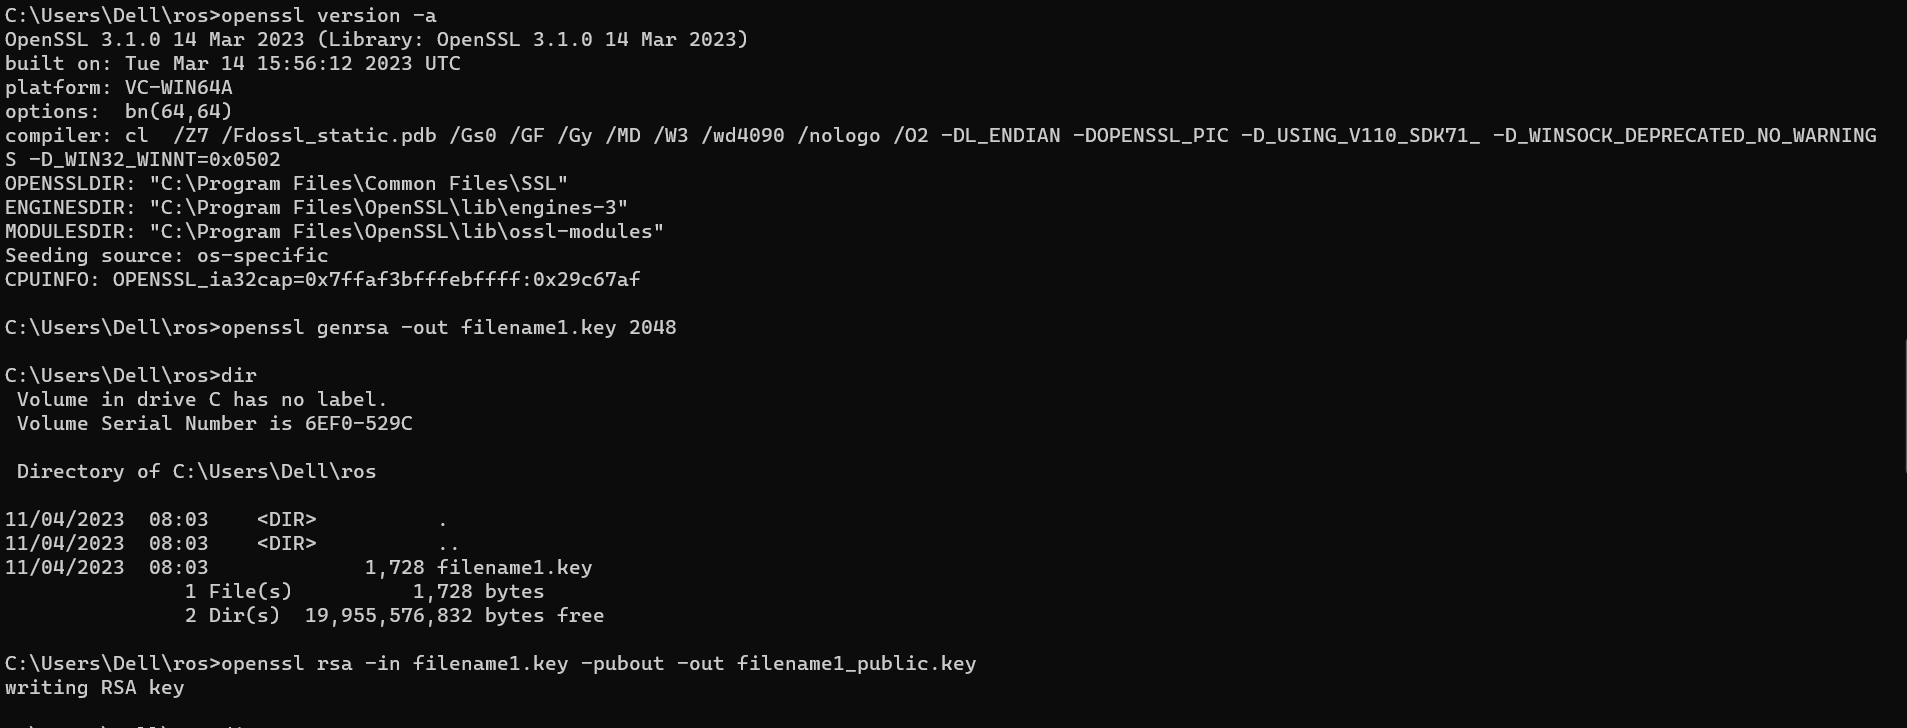 C:\Users\Dell\ros>openssl version -a
OpenSSL 3.1.0 14 Mar 2023 (Library: OpenSSL 3.1.0 14 Mar 2023)
built on: Tue Mar 14 15:56:12 2023 UTC
platform: VC-WIN64A
options:  bn(64,64)
compiler: cl  /Z7 /Fdossl_static.pdb /Gs0 /GF /Gy /MD /W3 /wd4090 /nologo /O2 -DL_ENDIAN -DOPENSSL_PIC -D_USING_V110_SDK71_ -D_WINSOCK_DEPRECATED_NO_WARNING
S -D_WIN32_WINNT=0x0502
OPENSSLDIR: "C:\Program Files\Common Files\SSL"
ENGINESDIR: "C:\Program Files\OpenSSL\lib\engines-3"
MODULESDIR: "C:\Program Files\OpenSSL\lib\ossl-modules"
Seeding source: os-specific
CPUINFO: OPENSSL_ia32cap=0x7ffaf3bfffebffff:0x29c67af
C:\Users\Dell\ros>openssl genrsa -out filename1.key 2048
C:\Users\Dell\ros>dir
 Volume in drive C has no label.
 Volume Serial Number is 6EF0-529C
 Directory of C:\Users\Dell\ros
11/04/2023  08:03    <DIR>          .
11/04/2023  08:03    <DIR>          ..
11/04/2023  08:03             1,728 filename1.key
               1 File(s)          1,728 bytes
               2 Dir(s)  19,955,576,832 bytes free
C:\Users\Dell\ros>openssl rsa -in filename1.key -pubout -out filename1_public.key
writing RSA key